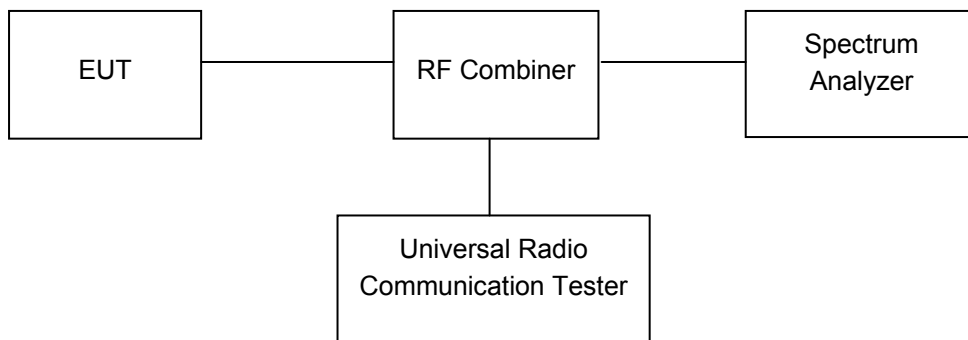 EUT
RF Combiner
Spectrum
Analyzer
Universal Radio
Communication Tester